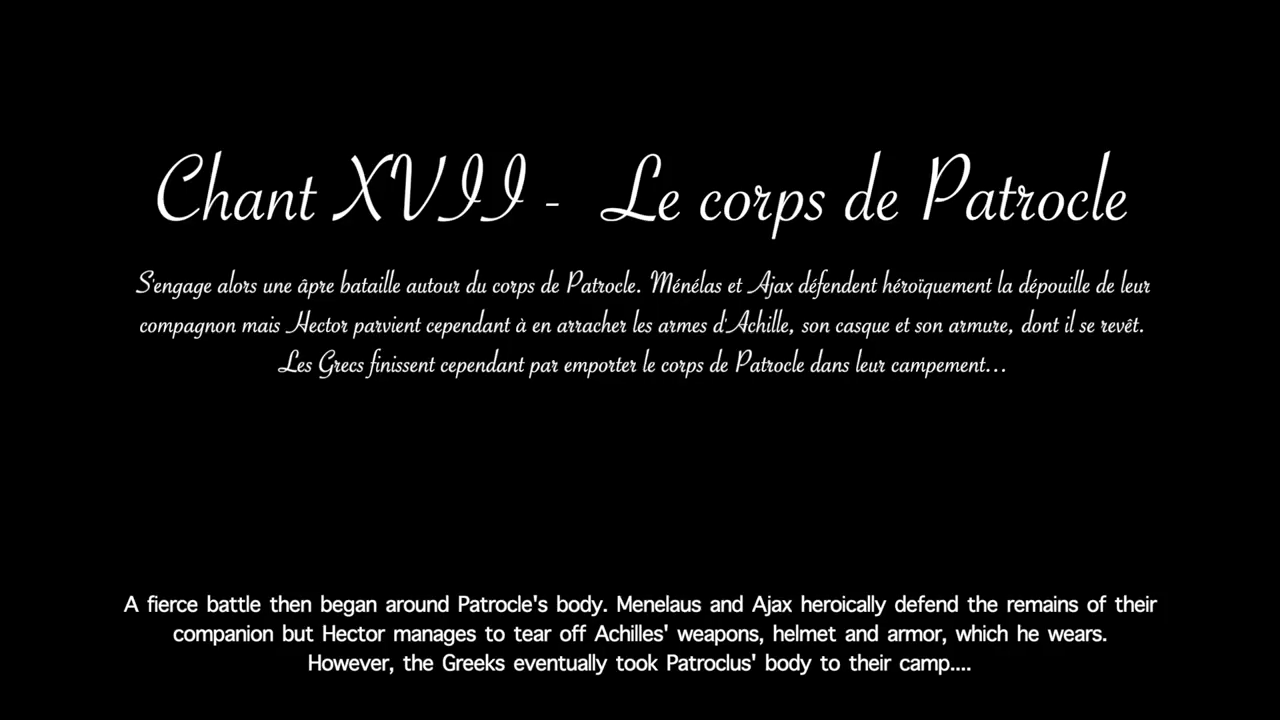 Chant XVII - Le corps de Patrocle
S'engage alors une âpre bataille autour du corps de Patrocle. Ménélas et Ajax défendent héroïquement la dépouille de leur
compagnon mais Hector parvient cependant à en arracher les armes d'Achille, son casque et son armure, dont il se revêt.
Les Grecs finissent cependant par emporter le corps de Patrocle dans leur campement...
A fierce battle then began around Patrocle's body. Menelaus and Ajax heroically defend the remains of their
companion but Hector manages to tear off Achilles' weapons, helmet and armor, which he wears.
However, the Greeks eventually took Patroclus' body to their camp....